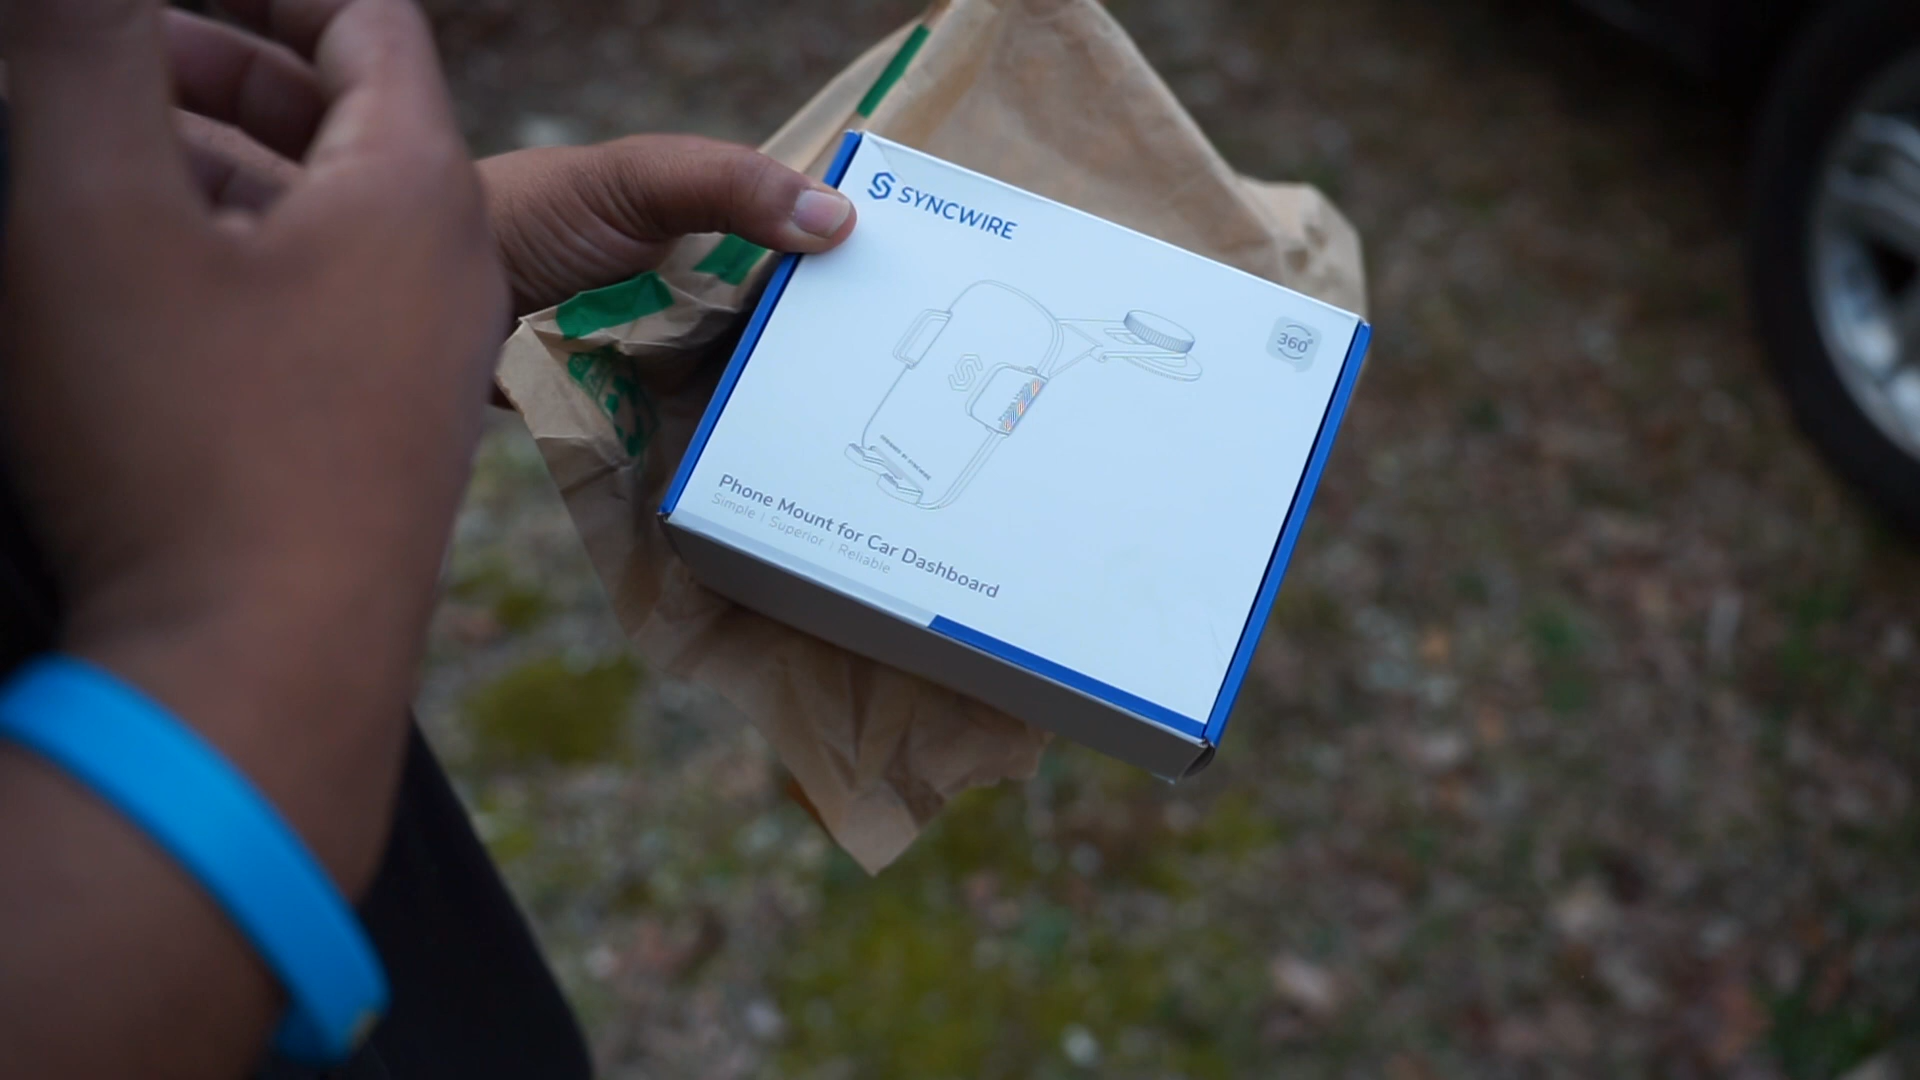 SYNCWIRE
360°
Phone Mount for Car Dashboard
Simple | Superior | Reliable